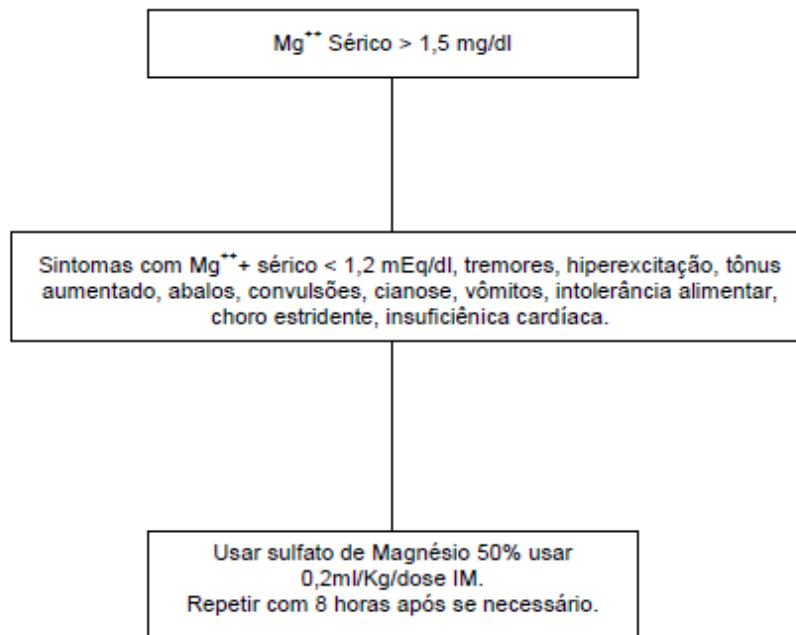 Mg⁺⁺ Sérico > 1,5 mg/dl
Sintomas com Mg⁺⁺+ sérico < 1,2 mEq/dl, tremores, hiperexcitação, tônus
aumentado, abalos, convulsões, cianose, vômitos, intolerância alimentar,
choro estridente, insuficiênica cardíaca.
Usar sulfato de Magnésio 50% usar
0,2ml/Kg/dose IM.
Repetir com 8 horas após se necessário.